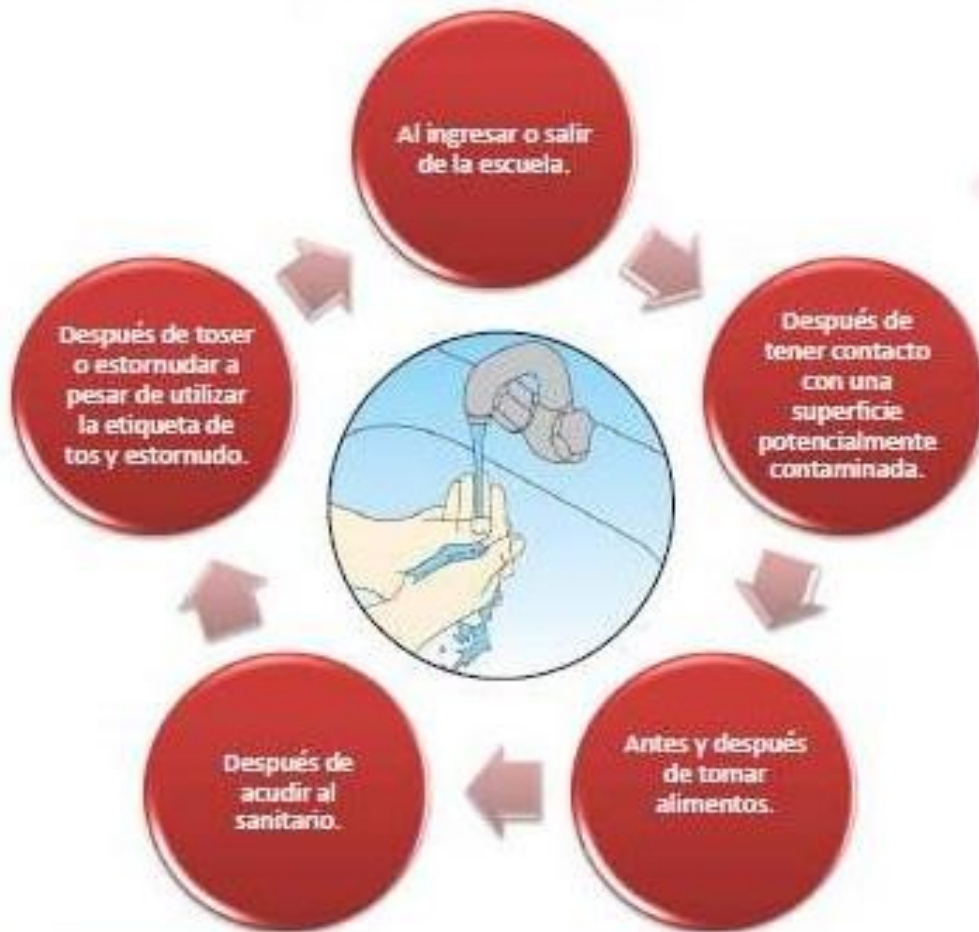 Al ingresar o salir
de la escuela.
Después de
tener contacto
con una
superficie
potencialmente
contaminada.
Antes y después
de tomar
alimentos.
Después de
acudir al
sanitario.
Después de toser
o estornudar a
pesar de utilizar
la etiqueta de
tos y estornudo.